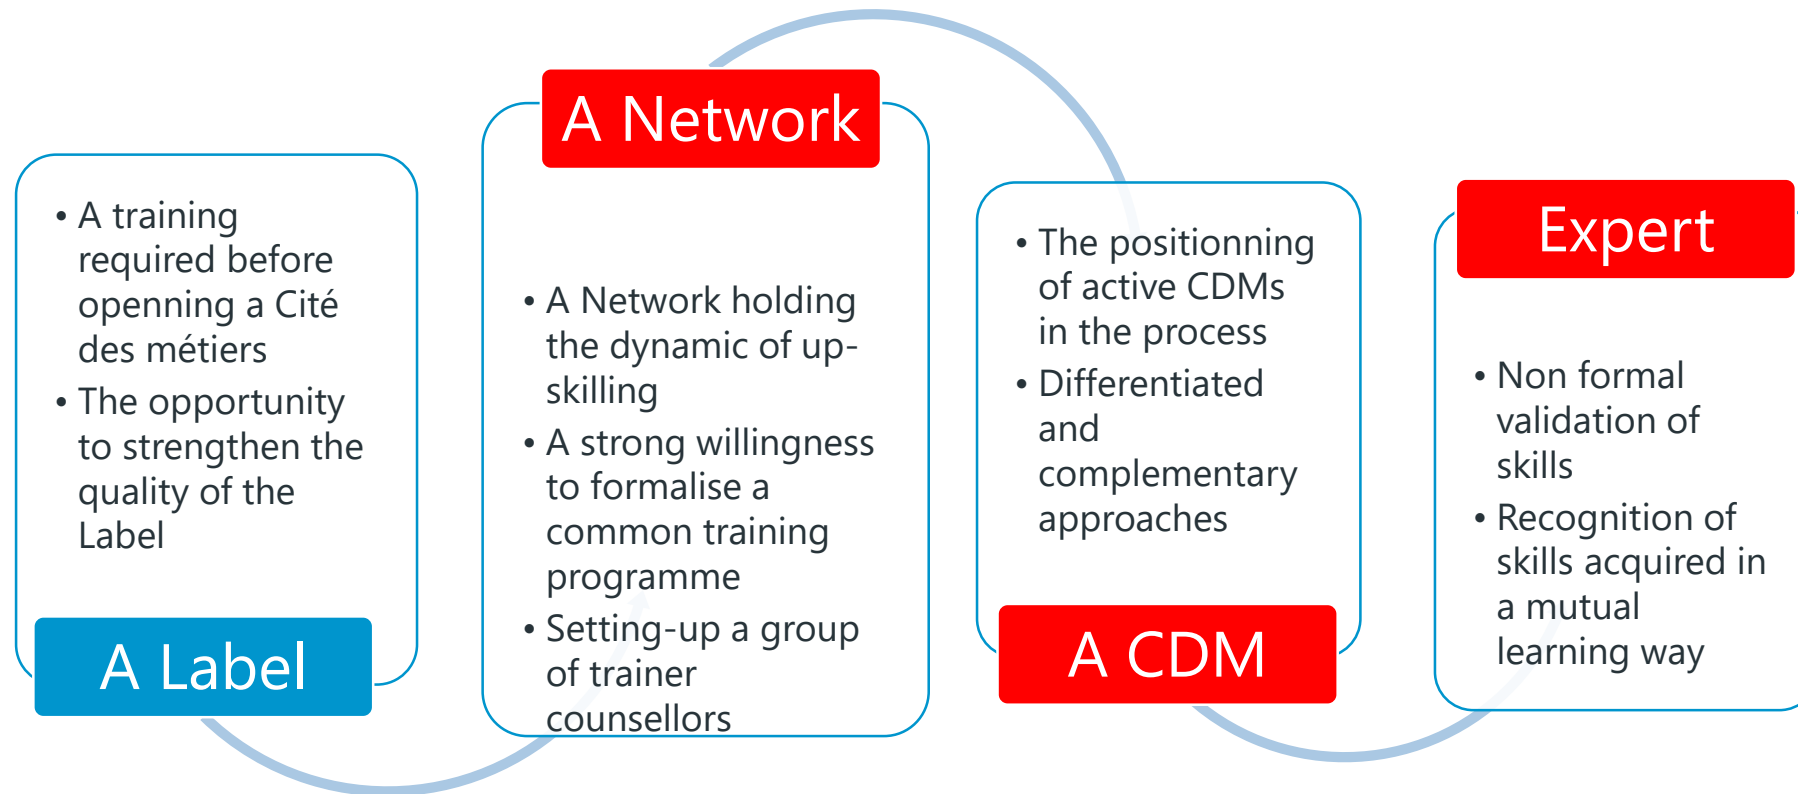 • A training
required before
openning a Cité
des métiers
• The opportunity
to strengthen the
quality of the
Label
A Label
A Network
• A Network holding
the dynamic of up-
skilling
• A strong willingness
to formalise a
common training
programme
• Setting-up a group
of trainer
counsellors
• The positionning
of active CDMs
in the process
• Differentiated
and
complementary
approaches
A CDM
Expert
• Non formal
validation of
skills
• Recognition of
skills acquired in
a mutual
learning way